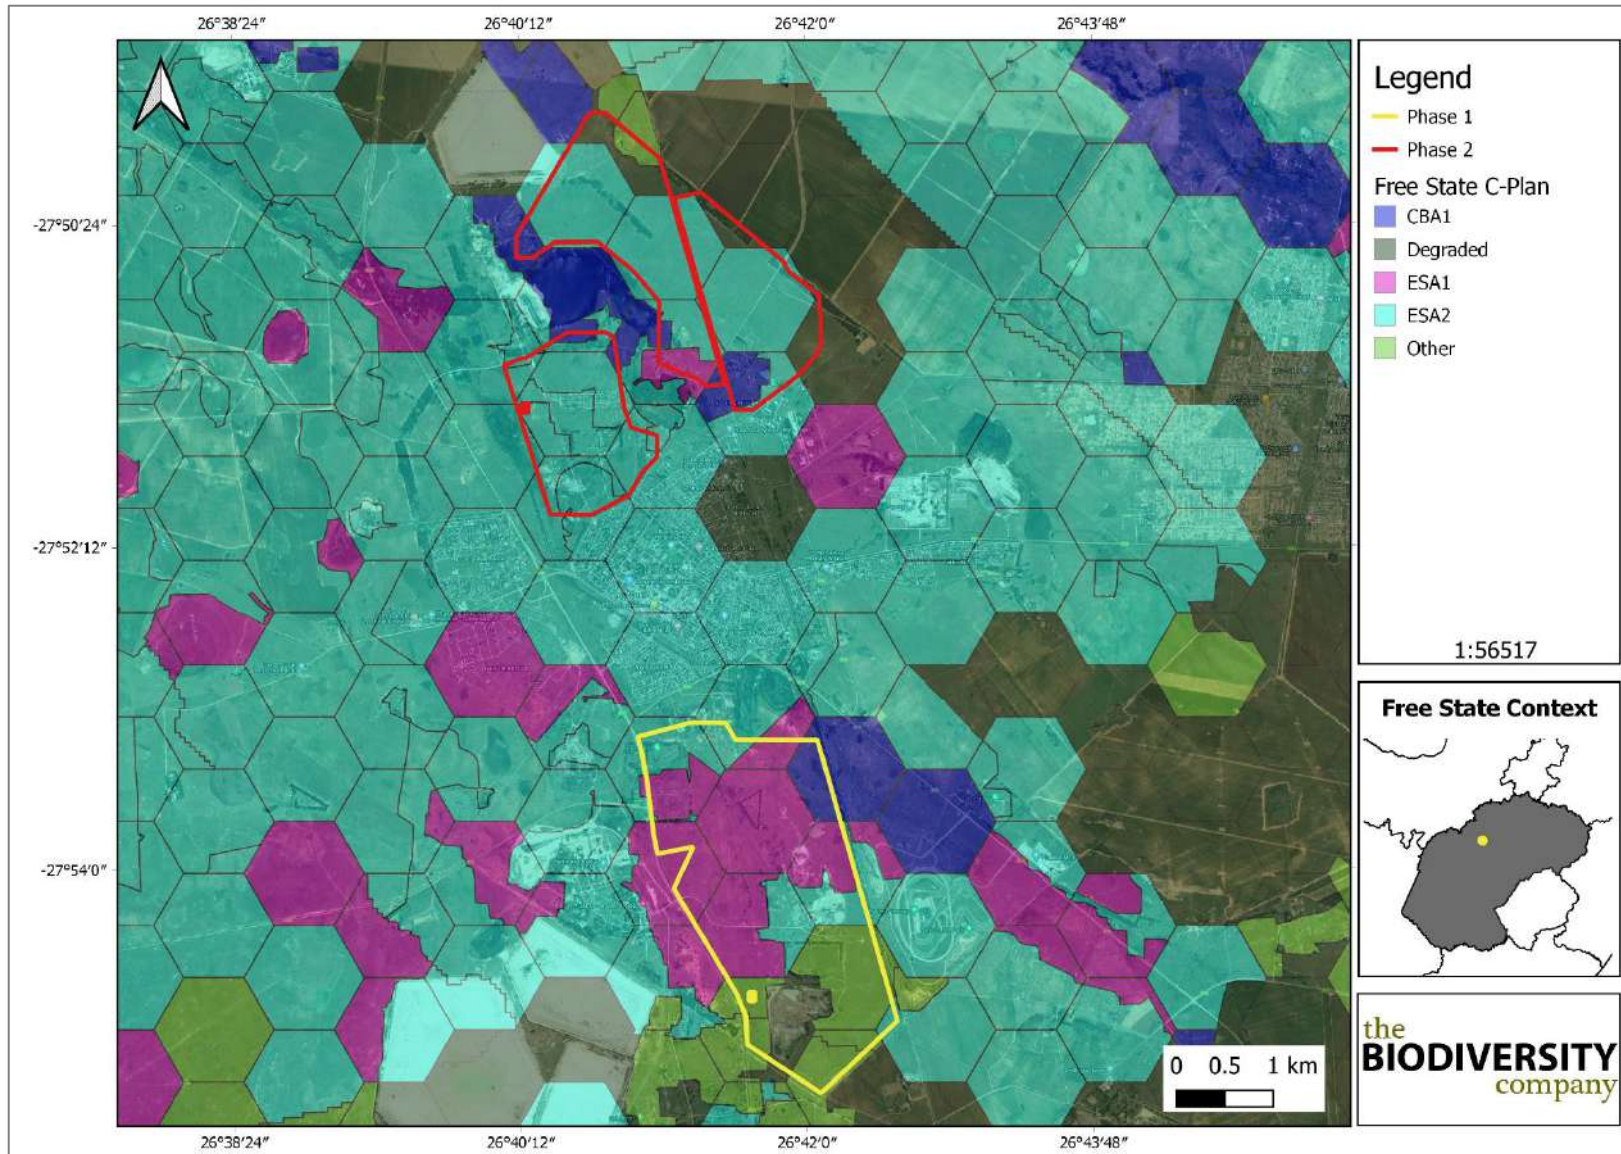 26°38′24″ 26°40′12″ 26°42′0″ 26°43′48″
-27°50′24″
-27°52′12″
-27°54′0″
26°38′24″ 26°40′12″ 26°42′0″ 26°43′48″
0 0.5 1 km
Legend
Phase 1
Phase 2
Free State C-Plan
CBA1
Degraded
ESA1
ESA2
Other
1:56517
Free State Context
the
BIODIVERSITY
company